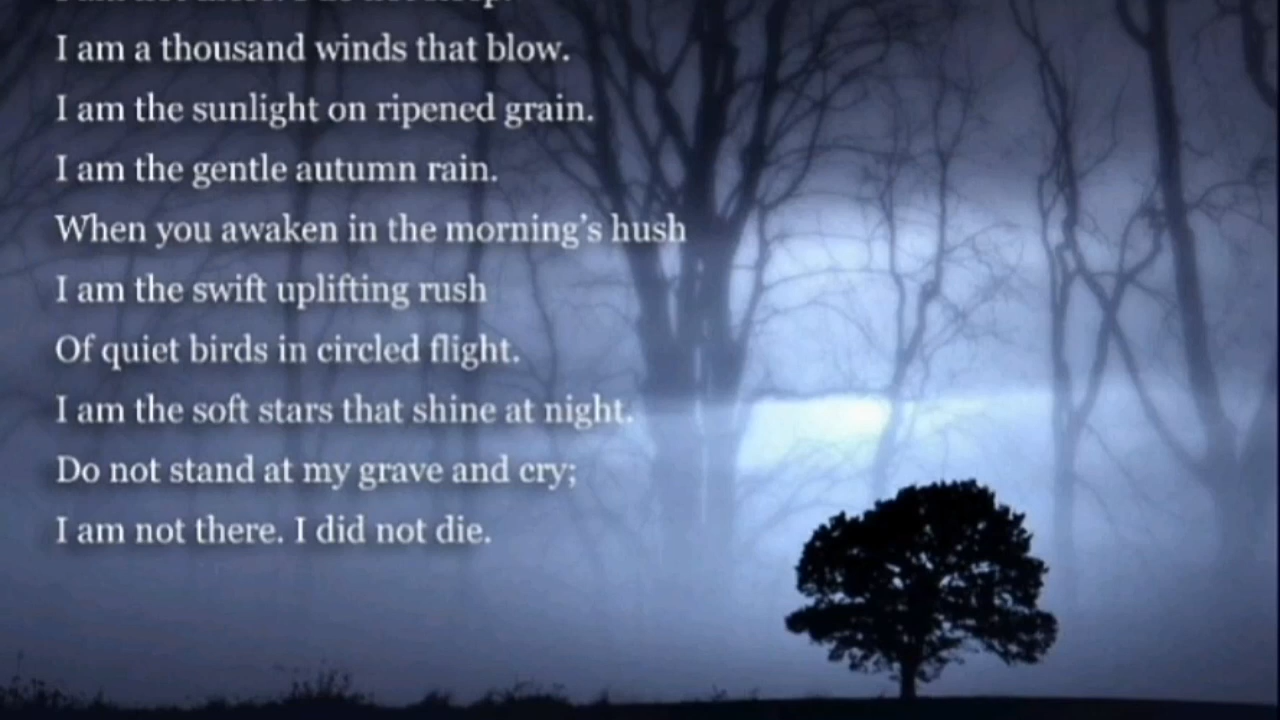 I am a thousand winds that blow.
I am the sunlight on ripened grain.
I am the gentle autumn rain.
When you awaken in the morning’s hush
I am the swift uplifting rush
Of quiet birds in circled flight.
I am the soft stars that shine at night.
Do not stand at my grave and cry;
I am not there. I did not die.